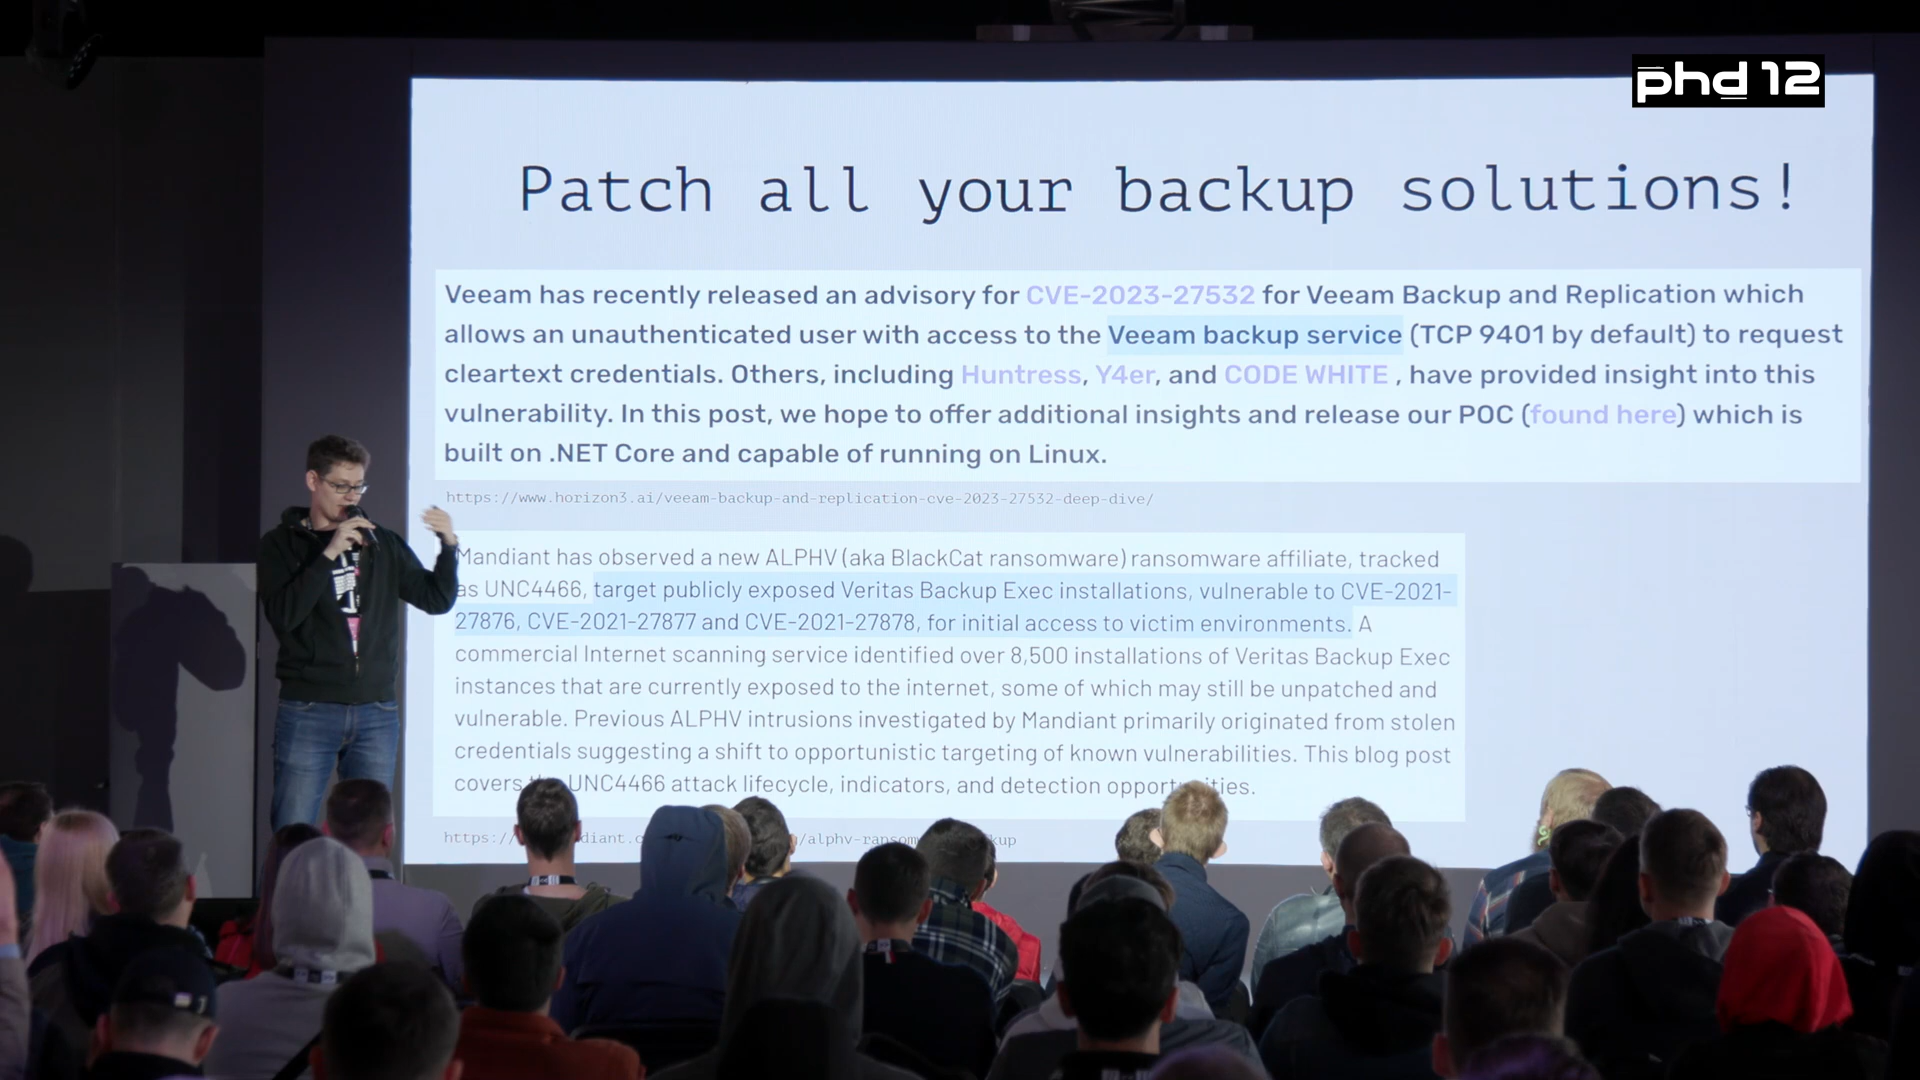 phd 12
Patch all your backup solutions!
Veeam has recently released an advisory for CVE-2023-27532 for Veeam Backup and Replication which
allows an unauthenticated user with access to the Veeam backup service (TCP 9401 by default) to request
cleartext credentials. Others, including Huntress, Y4er, and CODE WHITE , have provided insight into this
vulnerability. In this post, we hope to offer additional insights and release our POC (found here) which is
built on .NET Core and capable of running on Linux.
https://www.horizon3.ai/veeam-backup-and-replication-cve-2023-27532-deep-dive/
Mandiant has observed a new ALPHV (aka BlackCat ransomware) ransomware affiliate, tracked
as UNC4466, target publicly exposed Veritas Backup Exec installations, vulnerable to CVE-2021-
27876, CVE-2021-27877 and CVE-2021-27878, for initial access to victim environments. A
commercial Internet scanning service identified over 8,500 installations of Veritas Backup Exec
instances that are currently exposed to the internet, some of which may still be unpatched and
vulnerable. Previous ALPHV intrusions investigated by Mandiant primarily originated from stolen
credentials suggesting a shift to opportunistic targeting of known vulnerabilities. This blog post
covers UNC4466 attack lifecycle, indicators, and detection
https://